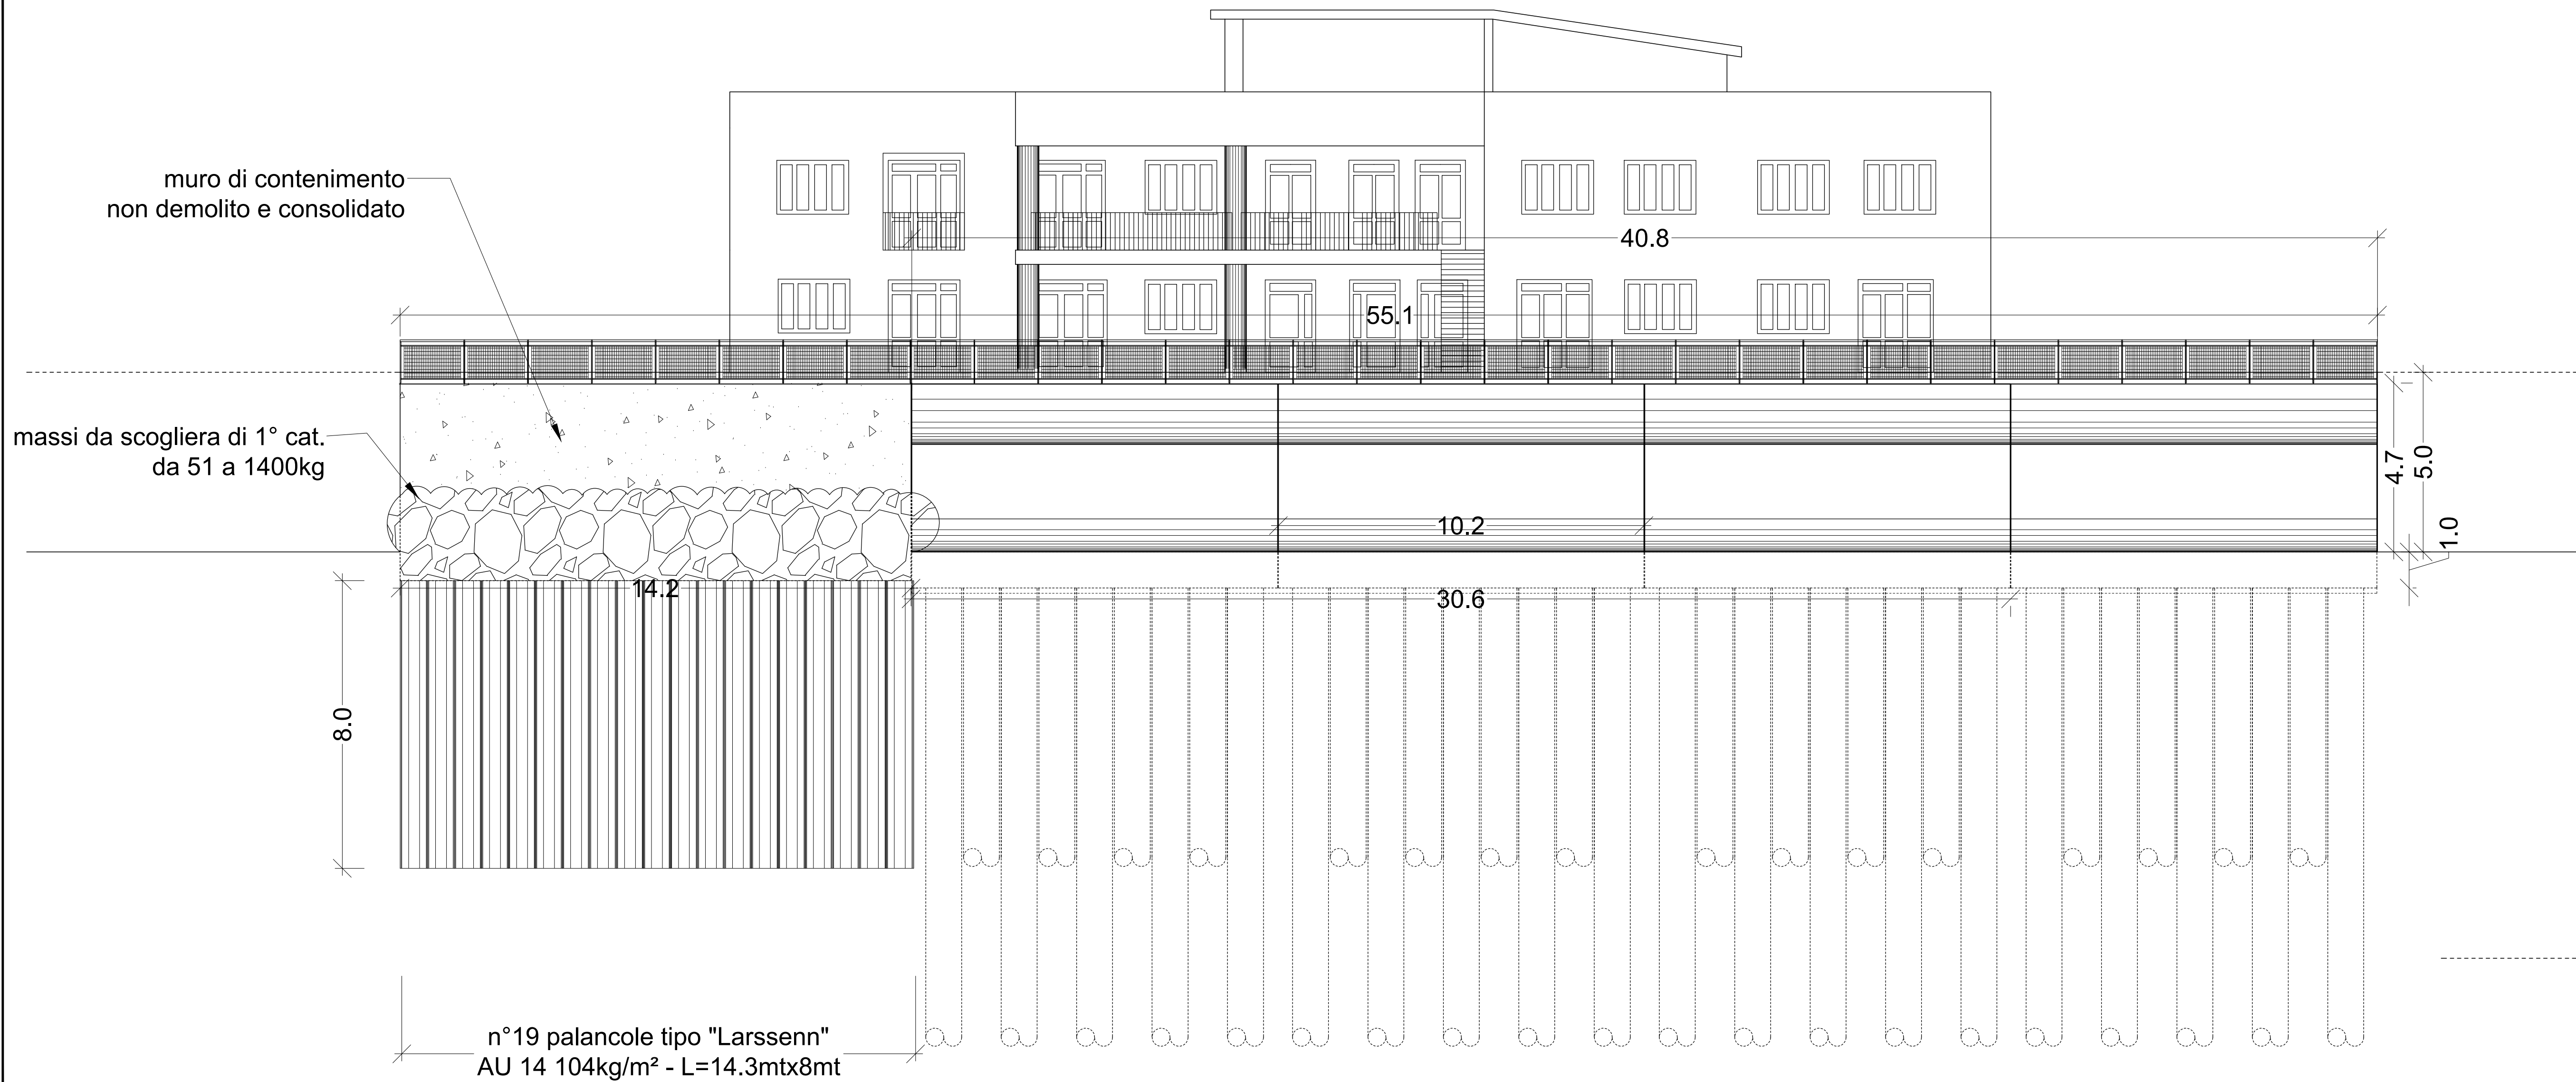 muro di contenimento
non demolito e consolidato
40.8
55.1
massi da scogliera di 1° cat.
da 51 a 1400kg
4.7
5.0
10.2
1.0
14.2
30.6
8.0
n°19 palancole tipo "Larssenn"
AU 14 104kg/m² - L=14.3mtx8mt